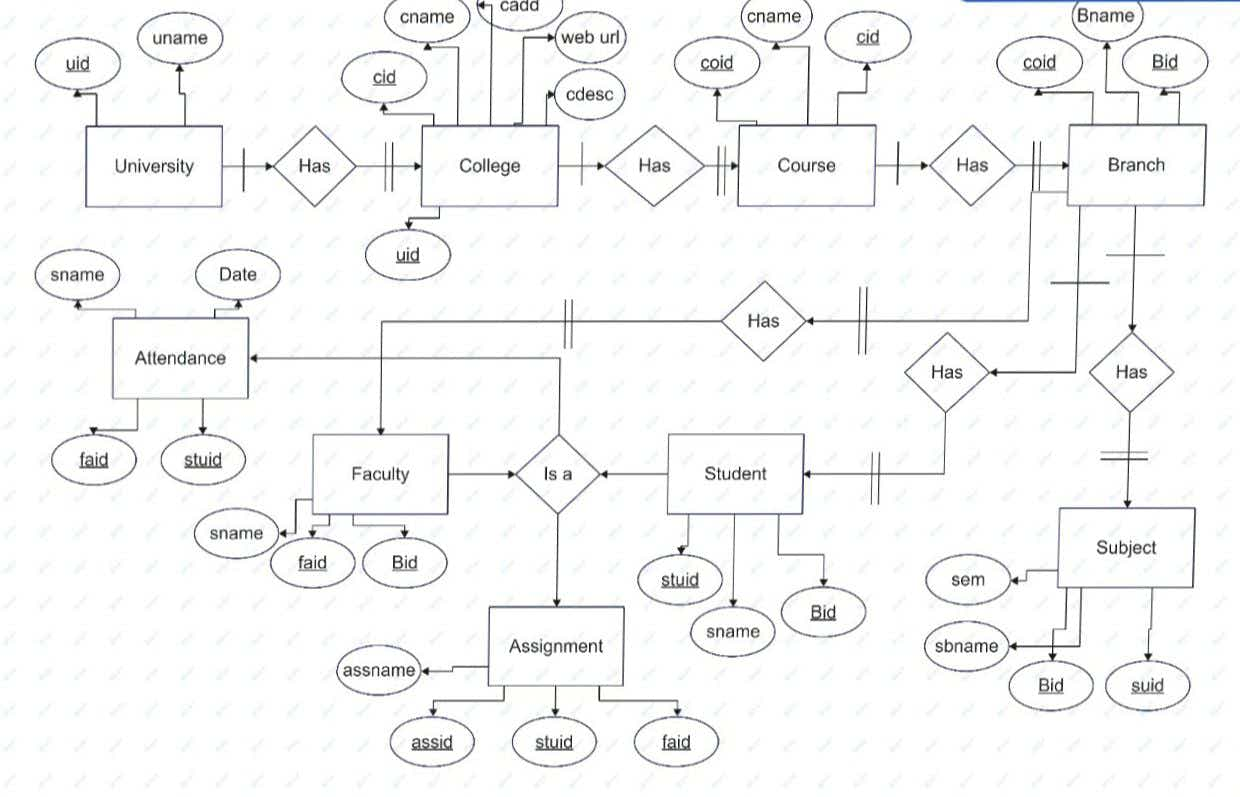 cname
cadd
cname
Bname
uid
uname
cid
web url
cdesc
coid
cid
coid
Bid
University
Has
College
Has
Course
Has
Branch
uid
sname
Date
Attendance
Has
Has
Has
faid
stuid
Faculty
Is a
Student
sname
faid
Bid
stuid
sname
Bid
Subject
sem
sbname
Bid
suid
Assignment
assname
assid
stuid
faid